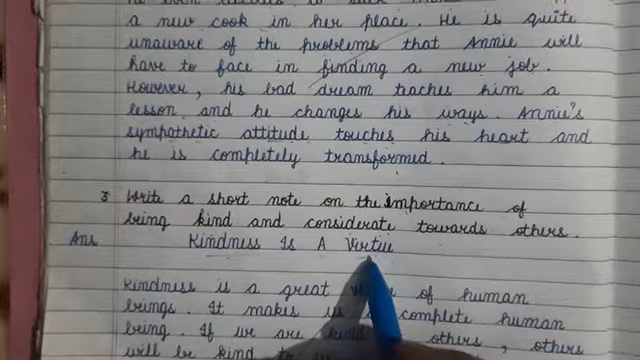 a new cook in her place. He is quite
unaware of the problems that Annie will
have to face in finding a new job.
However, his bad dream teaches him a
lesson and he changes his ways. Annie's
sympathetic attitude touches his heart and
he is completely transformed.
3 Write a short note on the importance of
being kind and considerate towards others.
Ans Kindness Is A Virtue
Kindness is a great of human
beings. It makes complete human
being. If we are others, others
will be kind to